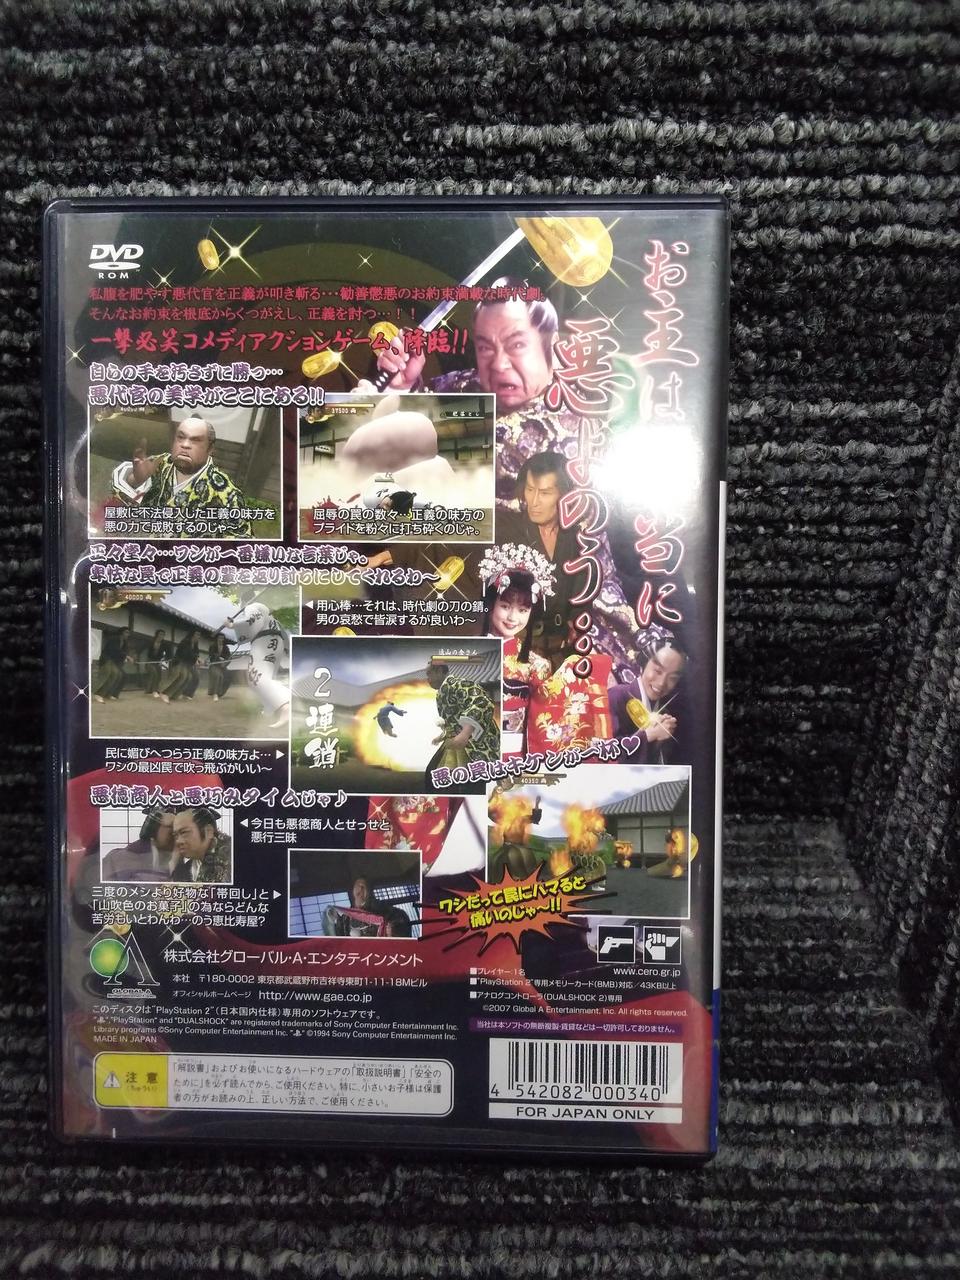 DVD
ROM
お主は
当に
悪よのう…
私腹を肥やす悪代官を正義が叩き斬る…勧善懲悪のお約束満載な時代劇。
そんなお約束を根底からくつがえし、正義を討つ…！！
一撃必笑コメディアクションゲーム、降臨!!
自らの手を汚さずに勝つ…
悪代官の美学がここにある!!
37500 両
屋敷に不法侵入した正義の味方を
悪の力で成敗するのじゃ〜
屈辱の罠の数々…正義の味方の
プライドを粉々に打ち砕くのじゃ。
正々堂々…ワシが一番嫌いな言葉じゃ。
卑怯な罠で正義の輩を返り討ちにしてくれるわ〜
40000 両
◀用心棒…それは、時代劇の刀の錆。
男の哀愁で皆涙するが良いわ〜
遠山の金さん
2
連
鎖
民に媚びへつらう正義の味方よ…▶
ワシの最凶罠で吹っ飛ぶがいい〜
悪の罠はキケンが一杯♥
40350 両
悪徳商人と悪巧みタイムじゃ♪
◀今日も悪徳商人とせっせと
悪行三昧
三度のメシより好物な「帯回し」と▶
「山吹色のお菓子」の為ならどんな
苦労もいとわんわ…のう恵比寿屋?
ワシだって罠にハマると
痛いのじゃ〜!!
GLOBAL・A
株式会社グローバル・A・エンタテインメント
本社 〒180-0002 東京都武蔵野市吉祥寺東町1-11-18Mビル
オフィシャルホームページ http://www.gae.co.jp
www.cero.gr.jp
■プレイヤー：1名
■"PlayStation 2"専用メモリーカード(8MB)対応／43KB以上
■アナログコントローラ(DUALSHOCK 2)専用
©2007 Global A Entertainment, Inc. All rights reserved.
当社は本ソフトの無断複製・賃貸などは一切許可しておりません。
このディスクは"PlayStation 2"(日本国内仕様)専用のソフトウェアです。
"PlayStation" and "DUALSHOCK" are registered trademarks of Sony Computer Entertainment Inc.
Library programs ©Sony Computer Entertainment Inc. ©1994 Sony Computer Entertainment Inc.
MADE IN JAPAN
注意
(ちゅうい)
「解説書」およびお使いになるハードウェアの「取扱説明書」「安全の
ために」を必ず読んでから、ご使用ください。特に、小さいお子様は保護
者の方がお読みの上、正しい方法で、ご使用ください。
4 542082 000340
FOR JAPAN ONLY